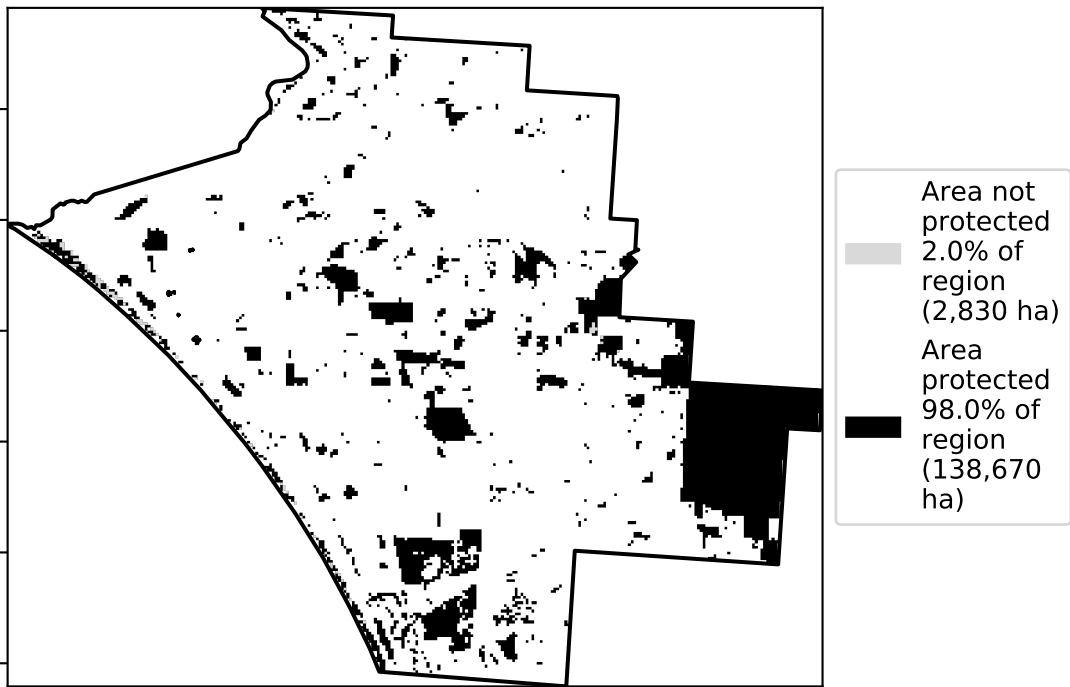 Area not
protected
2.0% of
region
(2,830 ha)
Area
protected
98.0% of
region
(138,670
ha)